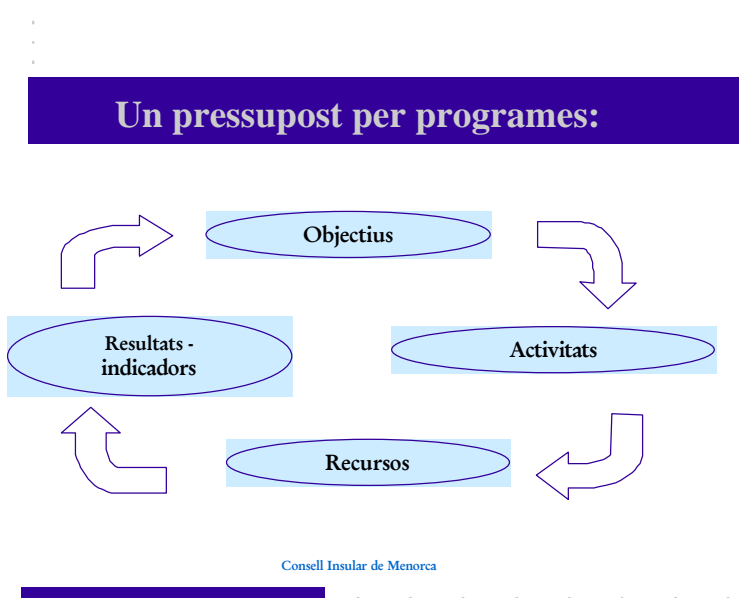 Un pressupost per programes:
Objectius
Activitats
Resultats -
indicadors
Recursos
Consell Insular de Menorca